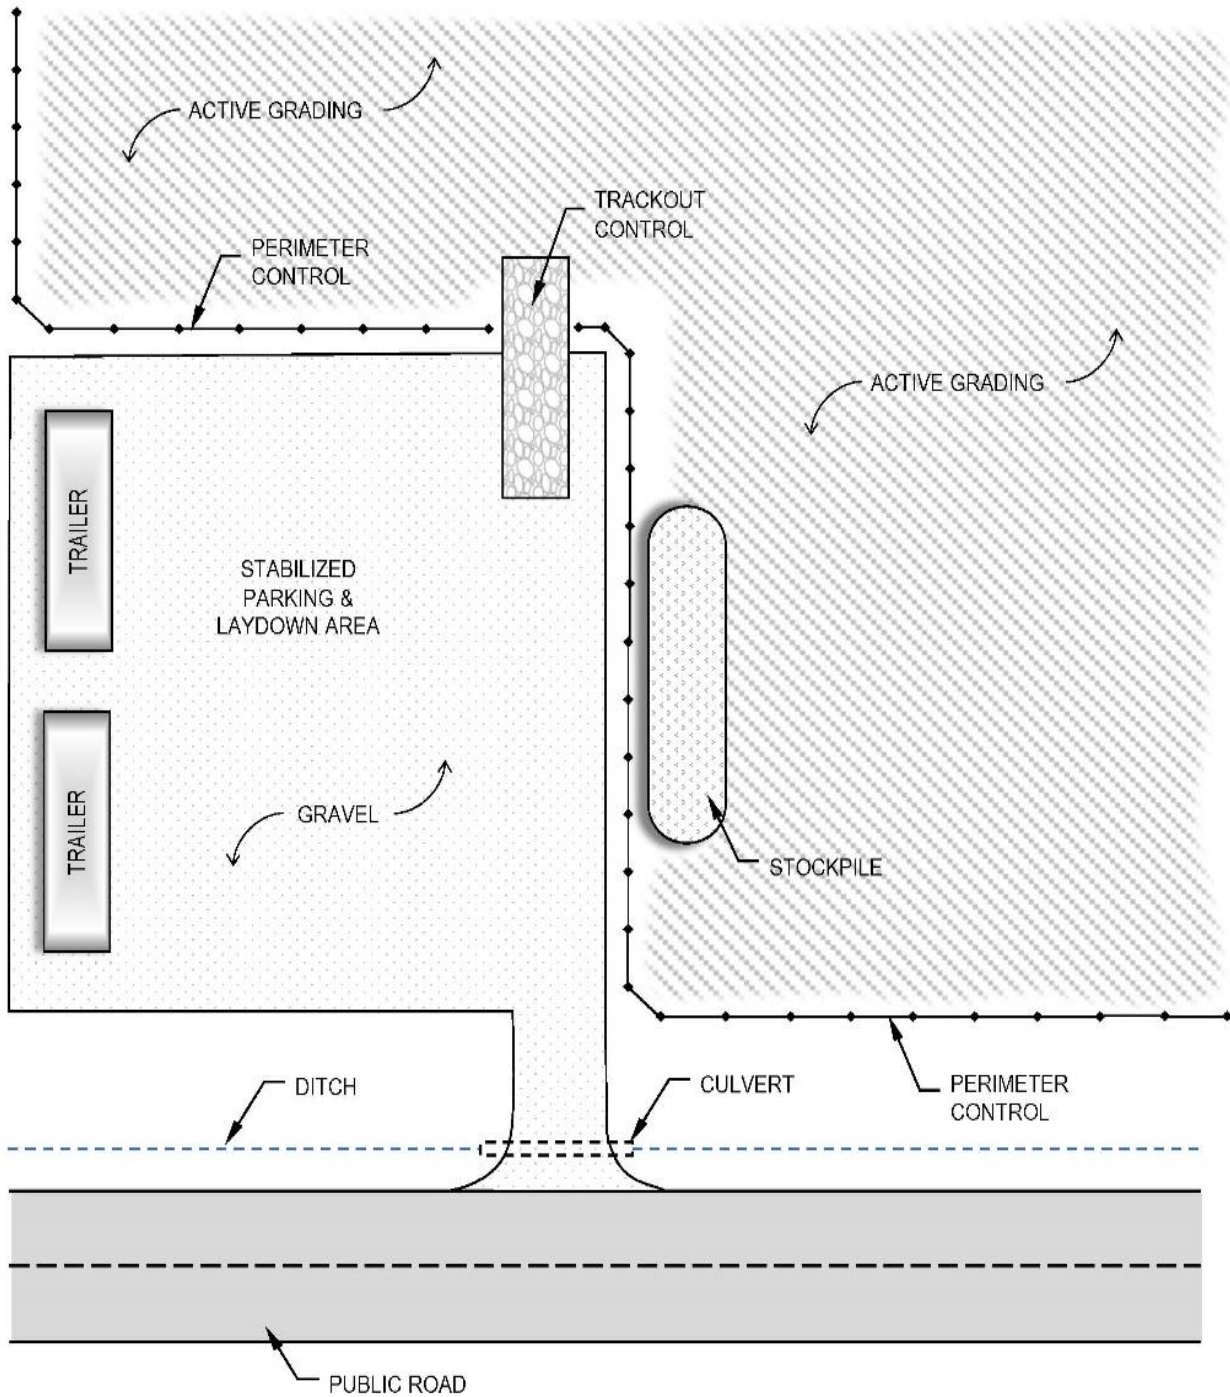 ACTIVE GRADING
TRACKOUT
CONTROL
PERIMETER
CONTROL
ACTIVE GRADING
TRAILER
STABILIZED
PARKING &
LAYDOWN AREA
GRAVEL
TRAILER
STOCKPILE
DITCH
CULVERT
PERIMETER
CONTROL
PUBLIC ROAD